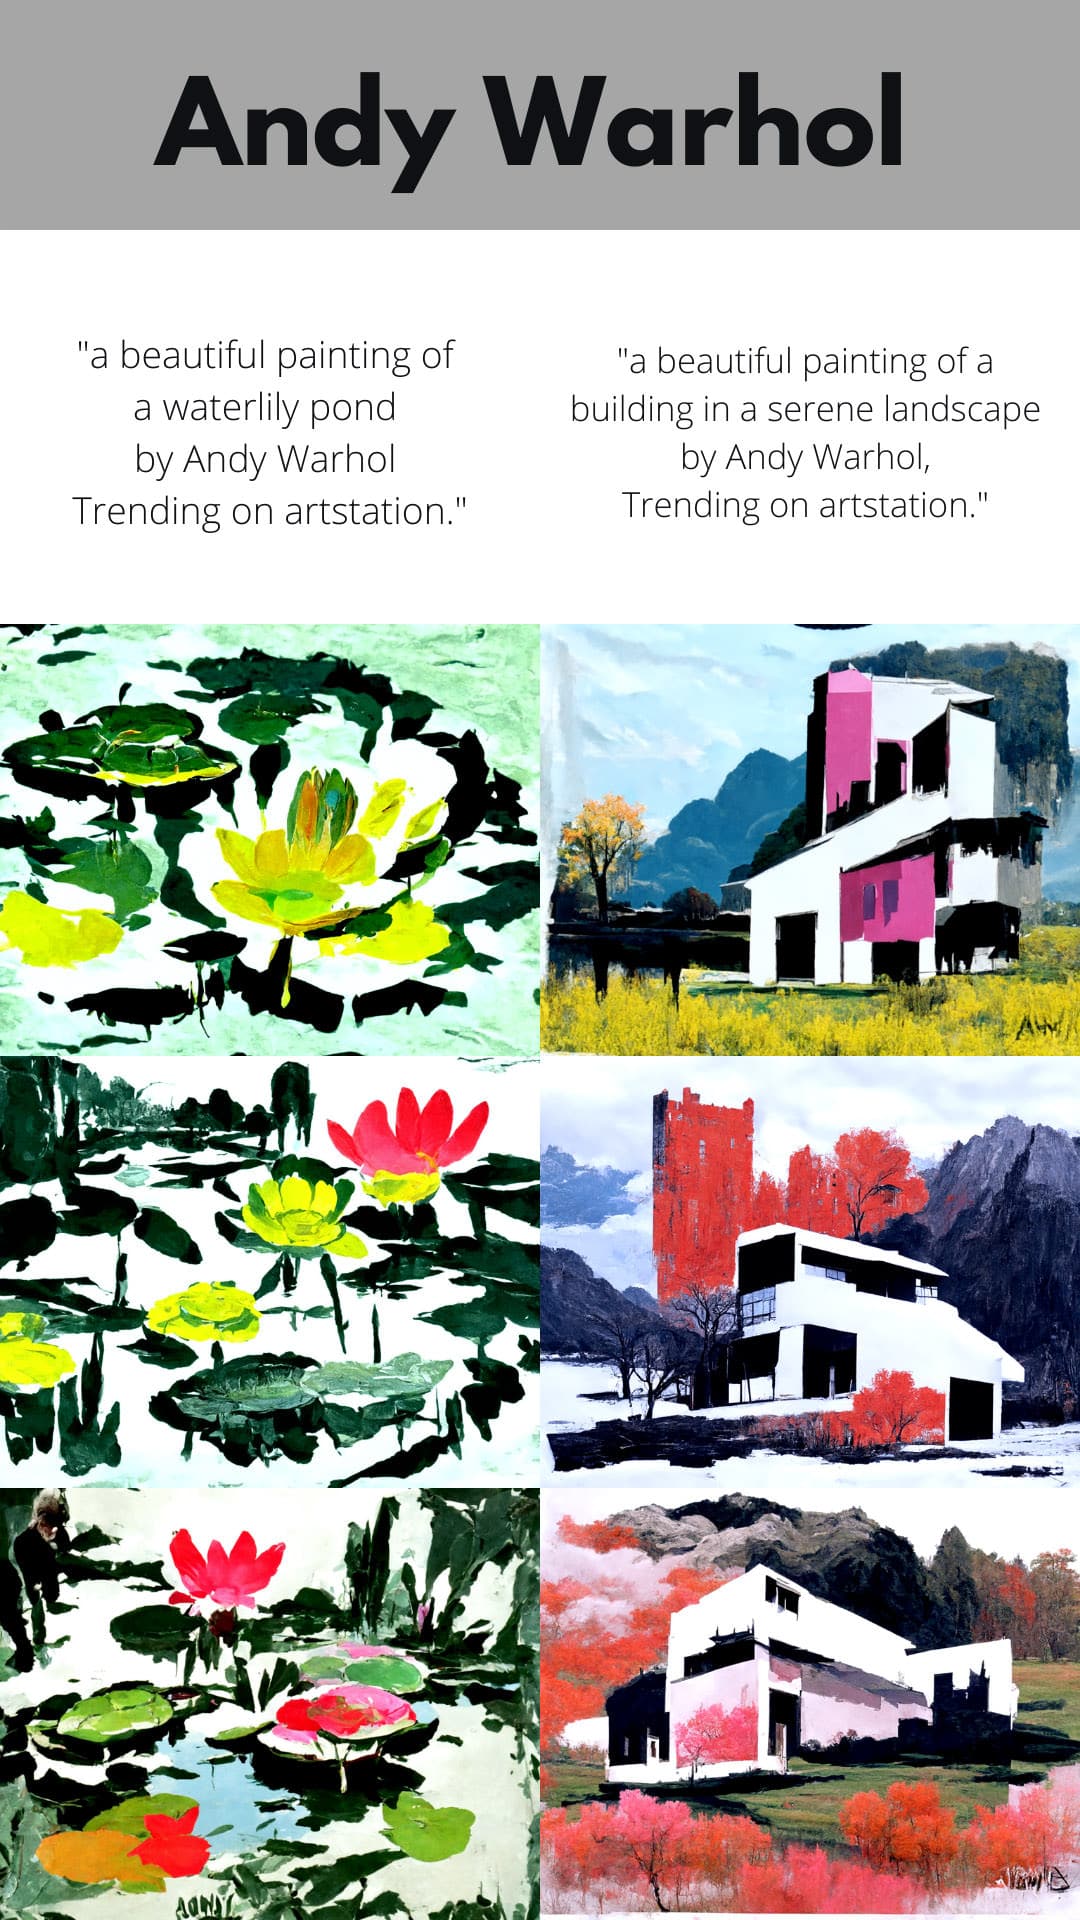 Andy Warhol
"a beautiful painting of
a waterlily pond
by Andy Warhol
Trending on artstation."
"a beautiful painting of a
building in a serene landscape
by Andy Warhol,
Trending on artstation."